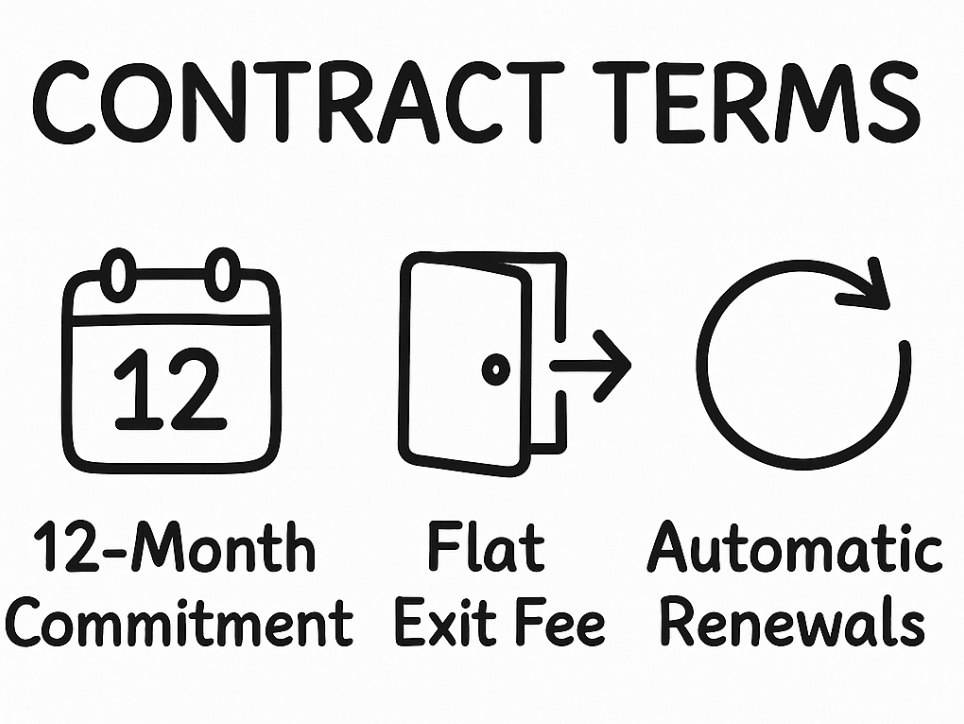 CONTRACT TERMS
12
12-Month
Commitment
Flat
Exit Fee
Automatic
Renewals